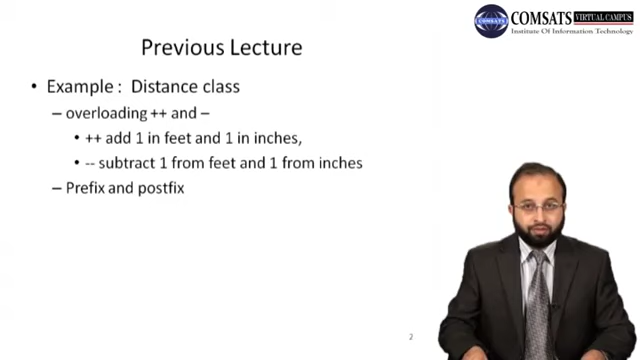 COMSATS
COMSATS VIRTUAL CAMPUS
Institute Of Information Technology
Previous Lecture
• Example : Distance class
– overloading ++ and –
• ++ add 1 in feet and 1 in inches,
• -- subtract 1 from feet and 1 from inches
– Prefix and postfix
2